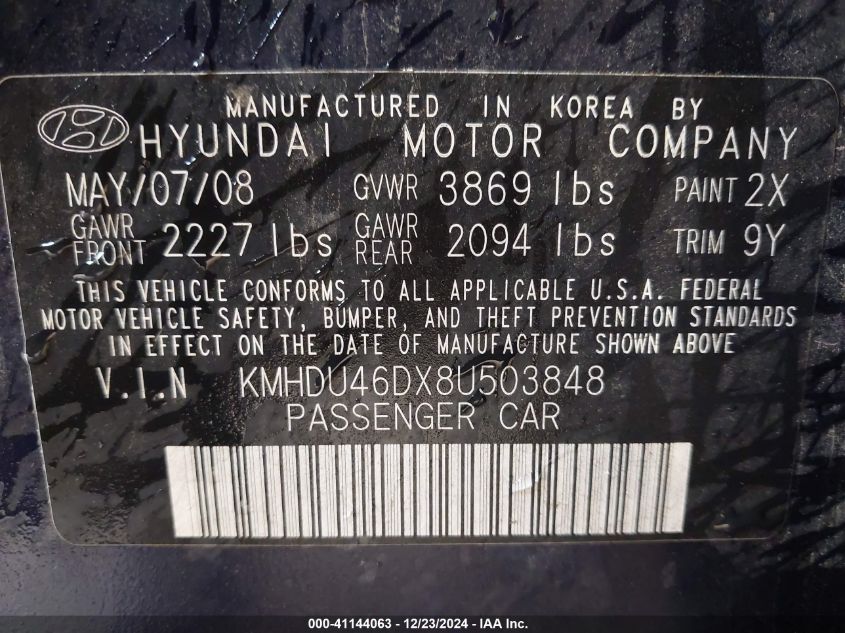 MANUFACTURED IN KOREA BY
HYUNDAI MOTOR COMPANY
MAY/07/08 GVWR 3869 lbs PAINT 2X
GAWR FRONT 2227 lbs GAWR REAR 2094 lbs TRIM 9Y
THIS VEHICLE CONFORMS TO ALL APPLICABLE U.S.A. FEDERAL
MOTOR VEHICLE SAFETY, BUMPER, AND THEFT PREVENTION STANDARDS
IN EFFECT ON THE DATE OF MANUFACTURE SHOWN ABOVE
V.I.N KMHDU46DX8U503848
PASSENGER CAR
000-41144063 - 12/23/2024 - IAA Inc.